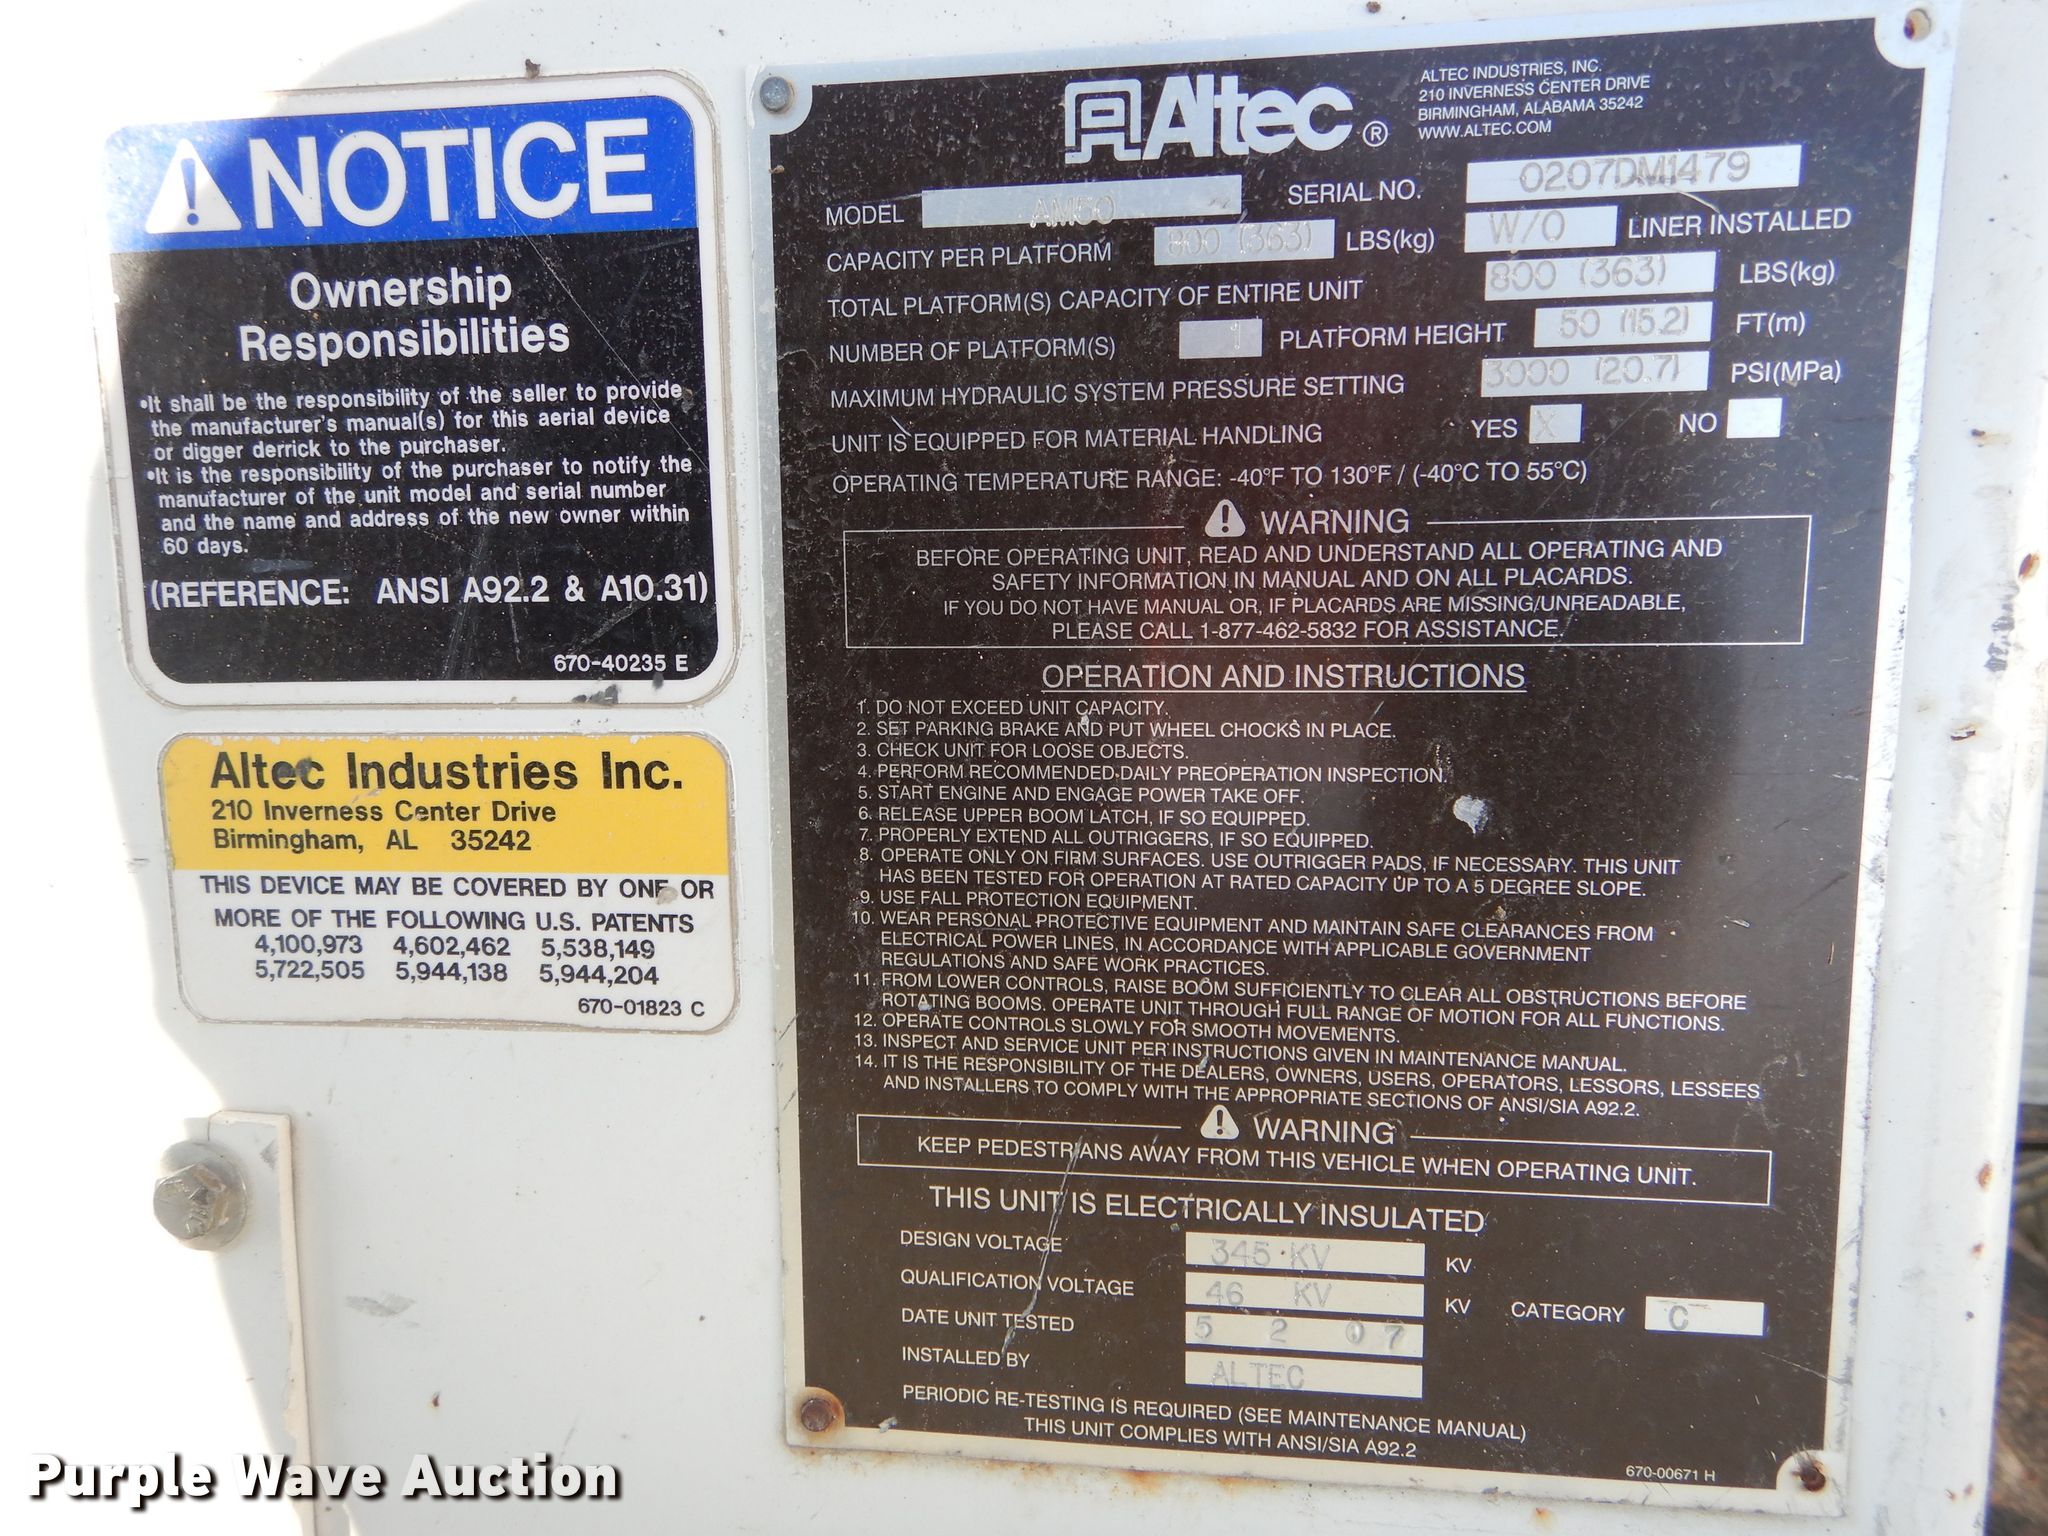 NOTICE
Ownership
Responsibilities
•It shall be the responsibility of the seller to provide
the manufacturer's manual(s) for this aerial device
or digger derrick to the purchaser.
•It is the responsibility of the purchaser to notify the
manufacturer of the unit model and serial number
and the name and address of the new owner within
60 days.
(REFERENCE: ANSI A92.2 & A10.31)
670-40235 E
Altec Industries Inc.
210 Inverness Center Drive
Birmingham, AL 35242
THIS DEVICE MAY BE COVERED BY ONE OR
MORE OF THE FOLLOWING U.S. PATENTS
4,100,973 4,602,462 5,538,149
5,722,505 5,944,138 5,944,204
670-01823 C
Altec ®
ALTEC INDUSTRIES, INC.
210 INVERNESS CENTER DRIVE
BIRMINGHAM, ALABAMA 35242
WWW.ALTEC.COM
MODEL AM50 SERIAL NO. 0207DM1479
CAPACITY PER PLATFORM 800 (363) LBS(kg) W/O LINER INSTALLED
TOTAL PLATFORM(S) CAPACITY OF ENTIRE UNIT 800 (363) LBS(kg)
NUMBER OF PLATFORM(S) 1 PLATFORM HEIGHT 50 (15.2) FT(m)
MAXIMUM HYDRAULIC SYSTEM PRESSURE SETTING 3000 (20.7) PSI(MPa)
UNIT IS EQUIPPED FOR MATERIAL HANDLING YES X NO
OPERATING TEMPERATURE RANGE: -40°F TO 130°F / (-40°C TO 55°C)
WARNING
BEFORE OPERATING UNIT, READ AND UNDERSTAND ALL OPERATING AND
SAFETY INFORMATION IN MANUAL AND ON ALL PLACARDS.
IF YOU DO NOT HAVE MANUAL OR, IF PLACARDS ARE MISSING/UNREADABLE,
PLEASE CALL 1-877-462-5832 FOR ASSISTANCE.
OPERATION AND INSTRUCTIONS
1. DO NOT EXCEED UNIT CAPACITY.
2. SET PARKING BRAKE AND PUT WHEEL CHOCKS IN PLACE.
3. CHECK UNIT FOR LOOSE OBJECTS.
4. PERFORM RECOMMENDED DAILY PREOPERATION INSPECTION.
5. START ENGINE AND ENGAGE POWER TAKE OFF.
6. RELEASE UPPER BOOM LATCH, IF SO EQUIPPED.
7. PROPERLY EXTEND ALL OUTRIGGERS, IF SO EQUIPPED.
8. OPERATE ONLY ON FIRM SURFACES. USE OUTRIGGER PADS, IF NECESSARY. THIS UNIT
HAS BEEN TESTED FOR OPERATION AT RATED CAPACITY UP TO A 5 DEGREE SLOPE.
9. USE FALL PROTECTION EQUIPMENT.
10. WEAR PERSONAL PROTECTIVE EQUIPMENT AND MAINTAIN SAFE CLEARANCES FROM
ELECTRICAL POWER LINES, IN ACCORDANCE WITH APPLICABLE GOVERNMENT
REGULATIONS AND SAFE WORK PRACTICES.
11. FROM LOWER CONTROLS, RAISE BOOM SUFFICIENTLY TO CLEAR ALL OBSTRUCTIONS BEFORE
ROTATING BOOMS. OPERATE UNIT THROUGH FULL RANGE OF MOTION FOR ALL FUNCTIONS.
12. OPERATE CONTROLS SLOWLY FOR SMOOTH MOVEMENTS.
13. INSPECT AND SERVICE UNIT PER INSTRUCTIONS GIVEN IN MAINTENANCE MANUAL.
14. IT IS THE RESPONSIBILITY OF THE DEALERS, OWNERS, USERS, OPERATORS, LESSORS, LESSEES
AND INSTALLERS TO COMPLY WITH THE APPROPRIATE SECTIONS OF ANSI/SIA A92.2.
WARNING
KEEP PEDESTRIANS AWAY FROM THIS VEHICLE WHEN OPERATING UNIT.
THIS UNIT IS ELECTRICALLY INSULATED
DESIGN VOLTAGE 345 KV KV
QUALIFICATION VOLTAGE 46 KV KV CATEGORY C
DATE UNIT TESTED 5 2 07
INSTALLED BY ALTEC
PERIODIC RE-TESTING IS REQUIRED (SEE MAINTENANCE MANUAL)
THIS UNIT COMPLIES WITH ANSI/SIA A92.2
670-00671 H
Purple Wave Auction